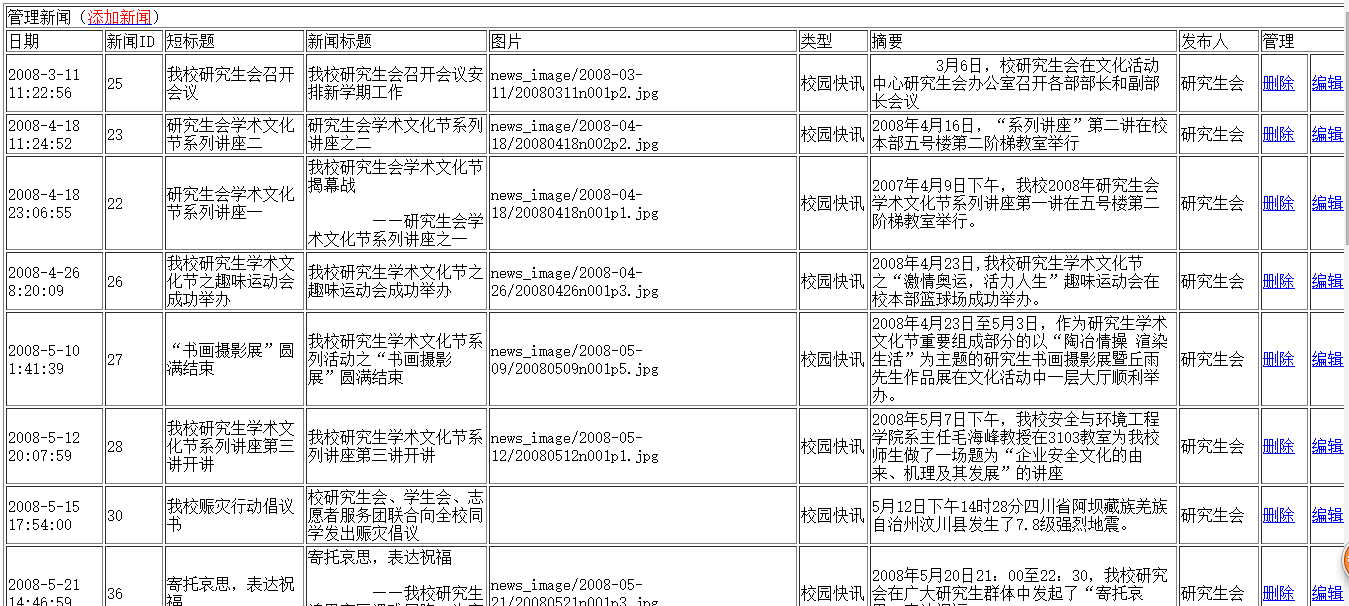 管理新闻（添加新闻）
日期 新闻ID 短标题 新闻标题 图片 类型 摘要 发布人 管理
2008-3-11
11:22:56
25
我校研究生会召开
会议
我校研究生会召开会议安
排新学期工作
news_image/2008-03-
11/20080311n001p2.jpg
校园快讯
3月6日，校研究生会在文化活动
中心研究生会办公室召开各部部长和副部
长会议
研究生会
删除
编辑
2008-4-18
11:24:52
23
研究生会学术文化
节系列讲座二
研究生会学术文化节系列
讲座之二
news_image/2008-04-
18/20080418n002p2.jpg
校园快讯
2008年4月16日，“系列讲座”第二讲在校
本部五号楼第二阶梯教室举行
研究生会
删除
编辑
2008-4-18
23:06:55
22
研究生会学术文化
节系列讲座一
我校研究生会学术文化节
揭幕战
——研究生会学
术文化节系列讲座之一
news_image/2008-04-
18/20080418n001p1.jpg
校园快讯
2007年4月9日下午，我校2008年研究生会
学术文化节系列讲座第一讲在五号楼第二
阶梯教室举行。
研究生会
删除
编辑
2008-4-26
8:20:09
26
我校研究生学术文
化节之趣味运动会
成功举办
我校研究生学术文化节之
趣味运动会成功举办
news_image/2008-04-
26/20080426n001p3.jpg
校园快讯
2008年4月23日,我校研究生学术文化节
之“激情奥运，活力人生”趣味运动会在
校本部篮球场成功举办。
研究生会
删除
编辑
2008-5-10
1:41:39
27
“书画摄影展”圆
满结束
我校研究生学术文化节系
列活动之“书画摄影
展”圆满结束
news_image/2008-05-
09/20080509n001p5.jpg
校园快讯
2008年4月23日至5月3日，作为研究生学术
文化节重要组成部分的以“陶冶情操 渲染
生活”为主题的研究生书画摄影展暨丘雨
先生作品展在文化活动中一层大厅顺利举
办。
研究生会
删除
编辑
2008-5-12
20:07:59
28
我校研究生学术文
化节系列讲座第三
讲开讲
我校研究生学术文化节系
列讲座第三讲开讲
news_image/2008-05-
12/20080512n001p1.jpg
校园快讯
2008年5月7日下午，我校安全与环境工程
学院系主任毛海峰教授在3103教室为我校
师生做了一场题为“企业安全文化的由
来、机理及其发展”的讲座
研究生会
删除
编辑
2008-5-15
17:54:00
30
我校赈灾行动倡议
书
校研究生会、学生会、志
愿者服务团联合向全校同
学发出赈灾倡议
校园快讯
5月12日下午14时28分四川省阿坝藏族羌族
自治州汶川县发生了7.8级强烈地震。
研究生会
删除
编辑
2008-5-21
14:46:59
36
寄托哀思，表达祝
福
寄托哀思，表达祝福
——我校研究生
news_image/2008-05-
21/20080521n001p3.jpg
校园快讯
2008年5月20日21：00至22：30，我校研究
会在广大研究生群体中发起了“寄托哀
研究生会
删除
编辑